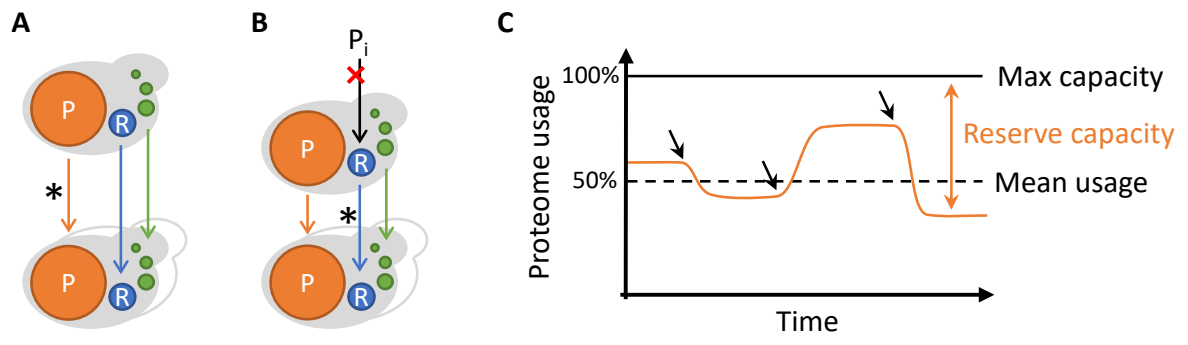 A
P
R
*
P
R
B
Pi
P
R
*
P
R
C
Proteome usage
100%
50%
Max capacity
Reserve capacity
Mean usage
Time